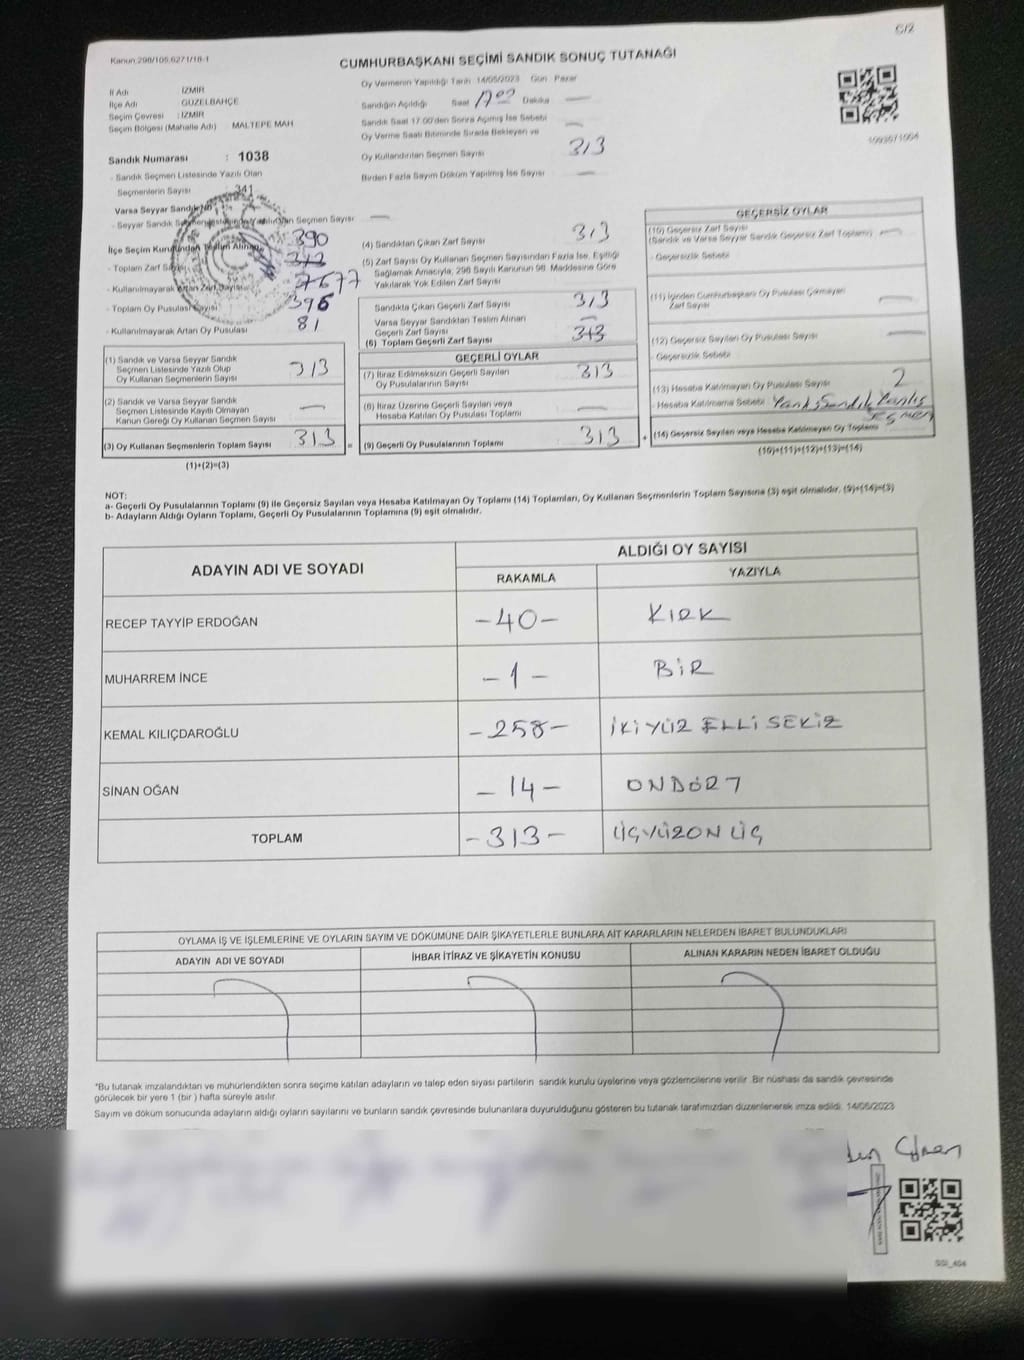 C/2
Kanun:298/105,6271/18-1
CUMHURBAŞKANI SEÇİMİ SANDIK SONUÇ TUTANAĞI
İl Adı İZMİR
İlçe Adı GÜZELBAHÇE
Seçim Çevresi : İZMİR
Seçim Bölgesi (Mahalle Adı) MALTEPE MAH
Sandık Numarası : 1038
- Sandık Seçmen Listesinde Yazılı Olan
Seçmenlerin Sayısı 341
Oy Vermenin Yapıldığı Tarih 14/05/2023 Gün Pazar
Sandığın Açıldığı Saat 17 00 Dakika —
Sandık Saat 17.00'den Sonra Açılmış İse Sebebi —
Oy Verme Saati Bitiminde Sırada Bekleyen ve
Oy Kullandırılan Seçmen Sayısı 313
Birden Fazla Sayım Döküm Yapılmış İse Sayısı —
Varsa Seyyar Sandık
- Seyyar Sandık Seçmen Listesinde Yazılı Olan Seçmen Sayısı —
İlçe Seçim Kurulundan Teslim Alınan
- Toplam Zarf Sayısı 390
- Kullanılmayarak Artan Zarf Sayısı 77
- Toplam Oy Pusulası Sayısı 396
- Kullanılmayarak Artan Oy Pusulası 81
(1) Sandık ve Varsa Seyyar Sandık
Seçmen Listesinde Yazılı Olup
Oy Kullanan Seçmenlerin Sayısı 313
(2) Sandık ve Varsa Seyyar Sandık
Seçmen Listesinde Kayıtlı Olmayan
Kanun Gereği Oy Kullanan Seçmen Sayısı —
(3) Oy Kullanan Seçmenlerin Toplam Sayısı 313 =
(1)+(2)=(3)
(4) Sandıktan Çıkan Zarf Sayısı 313
(5) Zarf Sayısı Oy Kullanan Seçmen Sayısından Fazla İse, Eşitliği
Sağlamak Amacıyla, 298 Sayılı Kanunun 98. Maddesine Göre
Yakılarak Yok Edilen Zarf Sayısı —
Sandıkta Çıkan Geçerli Zarf Sayısı 313
Varsa Seyyar Sandıktan Teslim Alınan
Geçerli Zarf Sayısı —
(6) Toplam Geçerli Zarf Sayısı 313
GEÇERLİ OYLAR
(7) İtiraz Edilmeksizin Geçerli Sayılan
Oy Pusulalarının Sayısı 313
(8) İtiraz Üzerine Geçerli Sayılan veya
Hesaba Katılan Oy Pusulası Toplamı —
(9) Geçerli Oy Pusulalarının Toplamı 313 +
1993671004
GEÇERSİZ OYLAR
(10) Geçersiz Zarf Sayısı
(Sandık ve Varsa Seyyar Sandık Geçersiz Zarf Toplamı) —
- Geçersizlik Sebebi
(11) İçinden Cumhurbaşkanı Oy Pusulası Çıkmayan
Zarf Sayısı —
(12) Geçersiz Sayılan Oy Pusulası Sayısı —
- Geçersizlik Sebebi
(13) Hesaba Katılmayan Oy Pusulası Sayısı 2
- Hesaba Katılmama Sebebi : Yanlış Sandık Yanlış
Seçmen
(14) Geçersiz Sayılan veya Hesaba Katılmayan Oy Toplamı
(10)+(11)+(12)+(13)=(14)
NOT:
a- Geçerli Oy Pusulalarının Toplamı (9) ile Geçersiz Sayılan veya Hesaba Katılmayan Oy Toplamı (14) Toplamları, Oy Kullanan Seçmenlerin Toplam Sayısına (3) eşit olmalıdır. (9)+(14)=(3)
b- Adayların Aldığı Oyların Toplamı, Geçerli Oy Pusulalarının Toplamına (9) eşit olmalıdır.
ADAYIN ADI VE SOYADI ALDIĞI OY SAYISI
RAKAMLA YAZIYLA
RECEP TAYYİP ERDOĞAN -40- KIRK
MUHARREM İNCE -1- BİR
KEMAL KILIÇDAROĞLU -258- İKİ YÜZ ELLİ SEKİZ
SİNAN OĞAN -14- ONDÖRT
TOPLAM -313- ÜÇYÜZON ÜÇ
OYLAMA İŞ VE İŞLEMLERİNE VE OYLARIN SAYIM VE DÖKÜMÜNE DAİR ŞİKAYETLERLE BUNLARA AİT KARARLARIN NELERDEN İBARET BULUNDUKLARI
ADAYIN ADI VE SOYADI İHBAR İTİRAZ VE ŞİKAYETİN KONUSU ALINAN KARARIN NEDEN İBARET OLDUĞU
*Bu tutanak imzalandıktan ve mühürlendikten sonra seçime katılan adayların ve talep eden siyasi partilerin sandık kurulu üyelerine veya gözlemcilerine verilir. Bir nüshası da sandık çevresinde
görülecek bir yere 1 (bir ) hafta süreyle asılır.
Sayım ve döküm sonucunda adayların aldığı oyların sayılarını ve bunların sandık çevresinde bulunanlara duyurulduğunu gösteren bu tutanak tarafımızdan düzenlenerek imza edildi. 14/05/2023